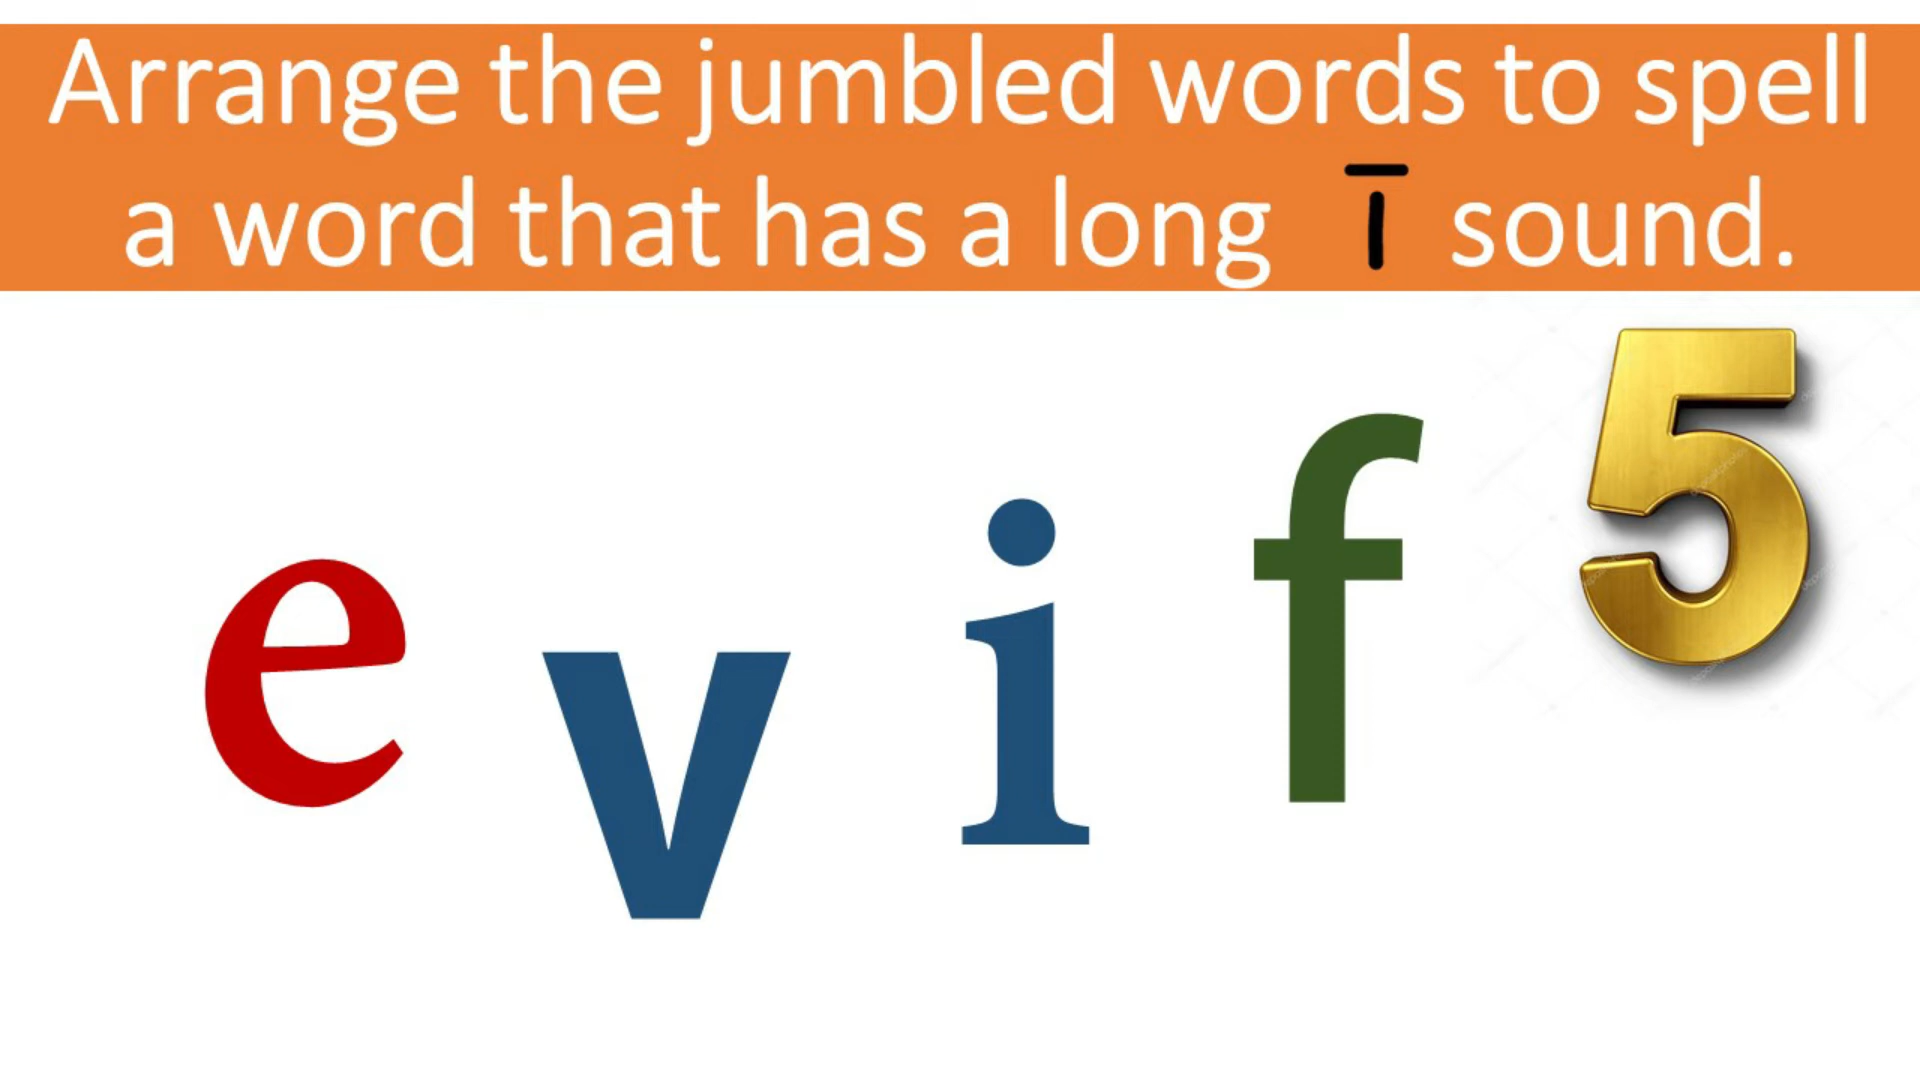 Arrange the jumbled words to spell
a word that has a long ī sound.
e v i f 5